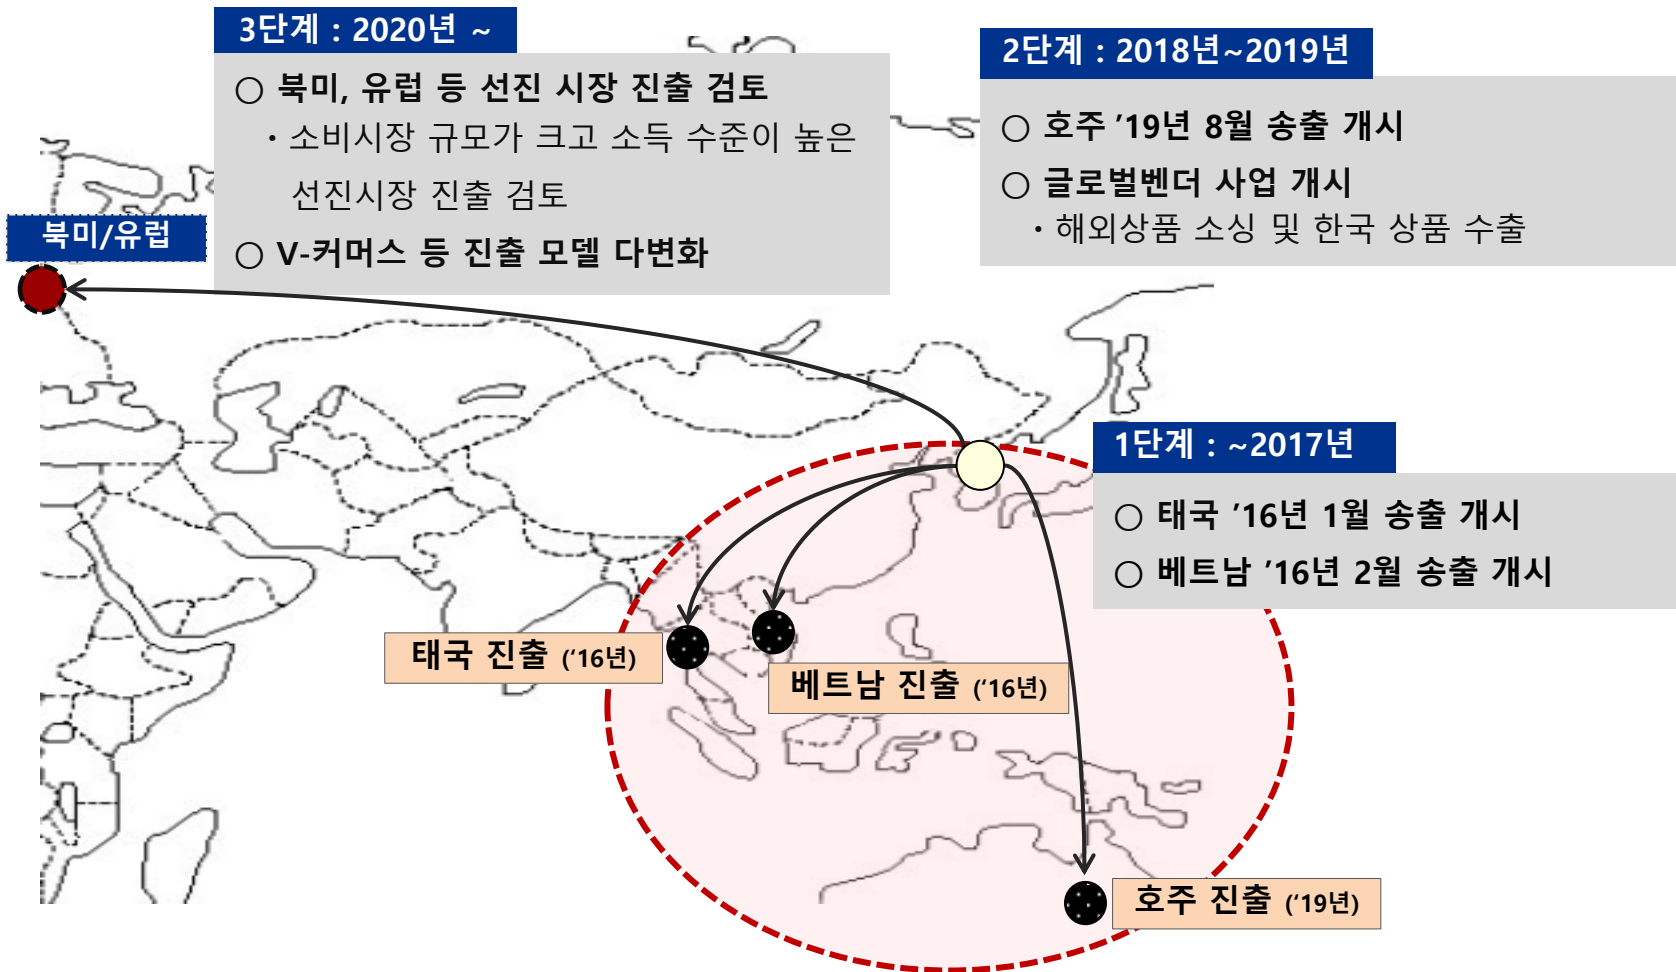 3단계 : 2020년 ~
○ 북미, 유럽 등 선진 시장 진출 검토
· 소비시장 규모가 크고 소득 수준이 높은
선진시장 진출 검토
○ V-커머스 등 진출 모델 다변화
2단계 : 2018년~2019년
○ 호주 ’19년 8월 송출 개시
○ 글로벌벤더 사업 개시
· 해외상품 소싱 및 한국 상품 수출
북미/유럽
1단계 : ~2017년
○ 태국 ’16년 1월 송출 개시
○ 베트남 ’16년 2월 송출 개시
태국 진출 (‘16년)
베트남 진출 (‘16년)
호주 진출 (‘19년)